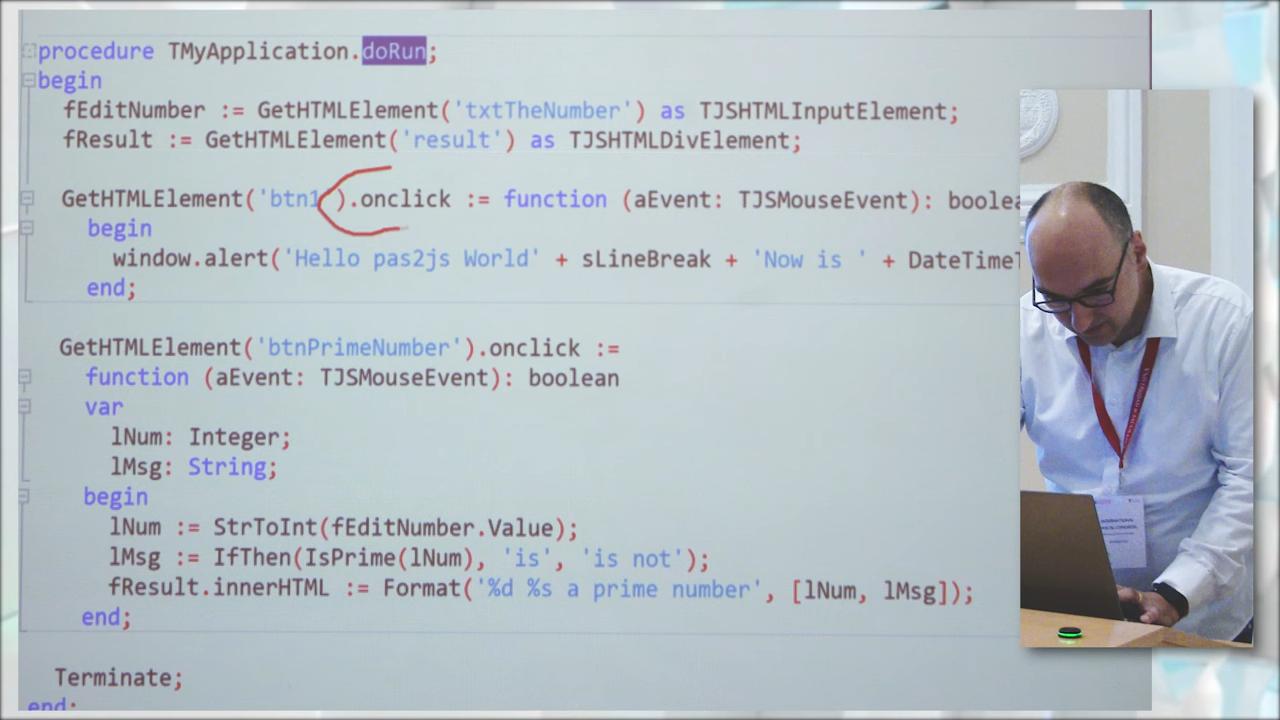 procedure TMyApplication.doRun;
begin
fEditNumber := GetHTMLElement('txtTheNumber') as TJSHTMLInputElement;
fResult := GetHTMLElement('result') as TJSHTMLDivElement;
GetHTMLElement('btn1').onclick := function (aEvent: TJSMouseEvent): boolea
begin
window.alert('Hello pas2js World' + sLineBreak + 'Now is ' + DateTimeT
end;
GetHTMLElement('btnPrimeNumber').onclick :=
function (aEvent: TJSMouseEvent): boolean
var
lNum: Integer;
lMsg: String;
begin
lNum := StrToInt(fEditNumber.Value);
lMsg := IfThen(IsPrime(lNum), 'is', 'is not');
fResult.innerHTML := Format('%d %s a prime number', [lNum, lMsg]);
end;
Terminate;
end;
INTERNATIONAL